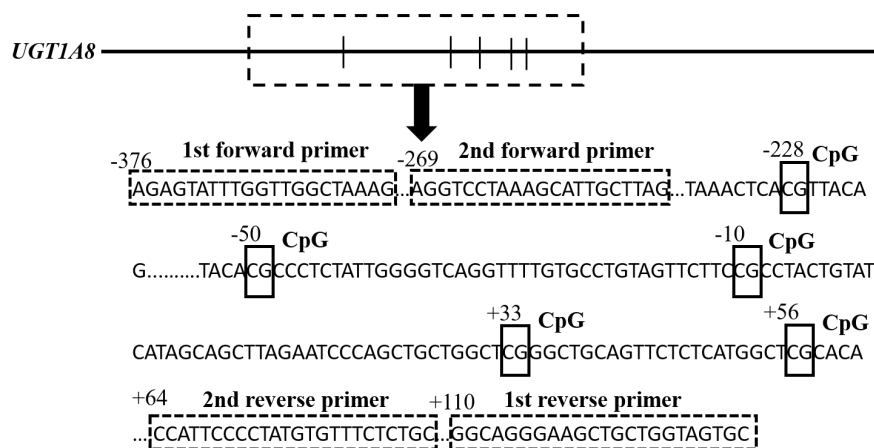 UGT1A8
1st forward primer 2nd forward primer -228 CpG
-376 -269
AGAGTATTTGGTTGGCTAAAG...AGGTCCTAAAGCATTGCTTAG...TAAACTCACGTTACA
-50 CpG -10 CpG
G..........TACACGCCCTCTATTGGGGTCAGGTTTTGTGCCTGTAGTTCTTCCGCCTACTGTAT
+33 CpG +56 CpG
CATAGCAGCTTAGAATCCCAGCTGCTGGCTCGGGCTGCAGTTCTCTCATGGCTCGCACA
+64 2nd reverse primer +110 1st reverse primer
...CCATTCCCCTATGTGTTTCTCTGC...GGCAGGGAAGCTGCTGGTAGTGC